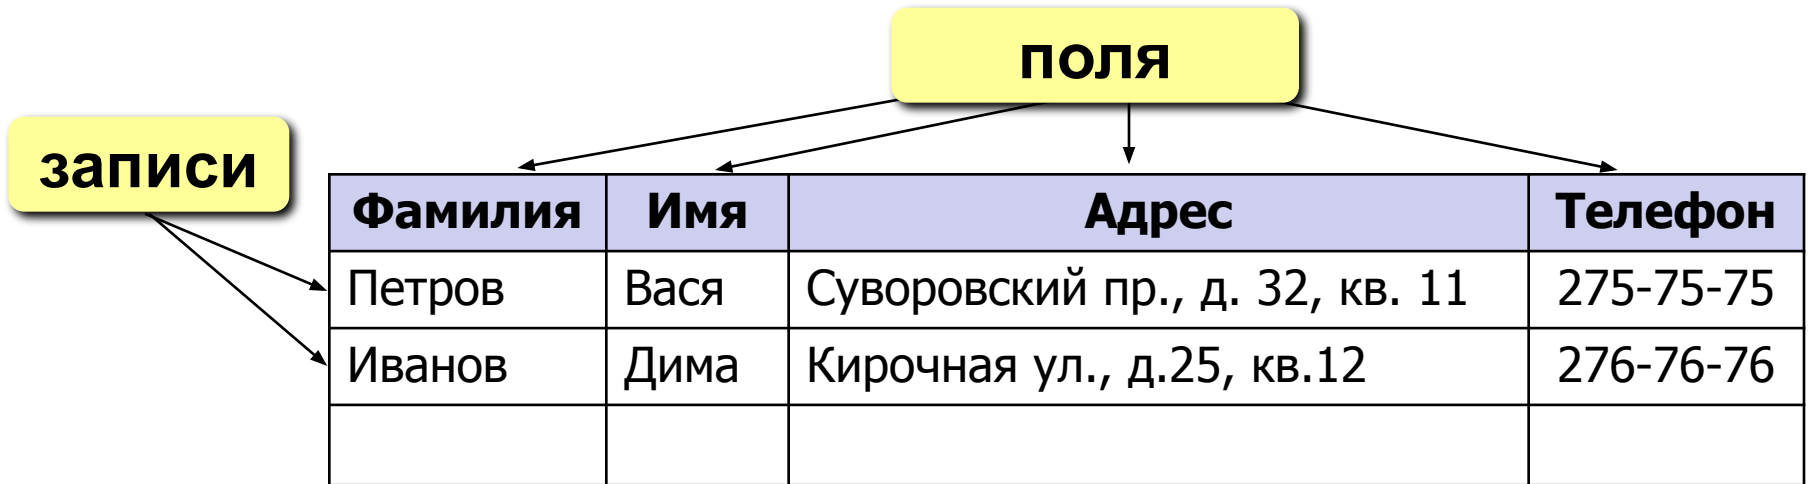 поля
записи
Фамилия Имя Адрес Телефон
Петров Вася Суворовский пр., д. 32, кв. 11 275-75-75
Иванов Дима Кирочная ул., д.25, кв.12 276-76-76